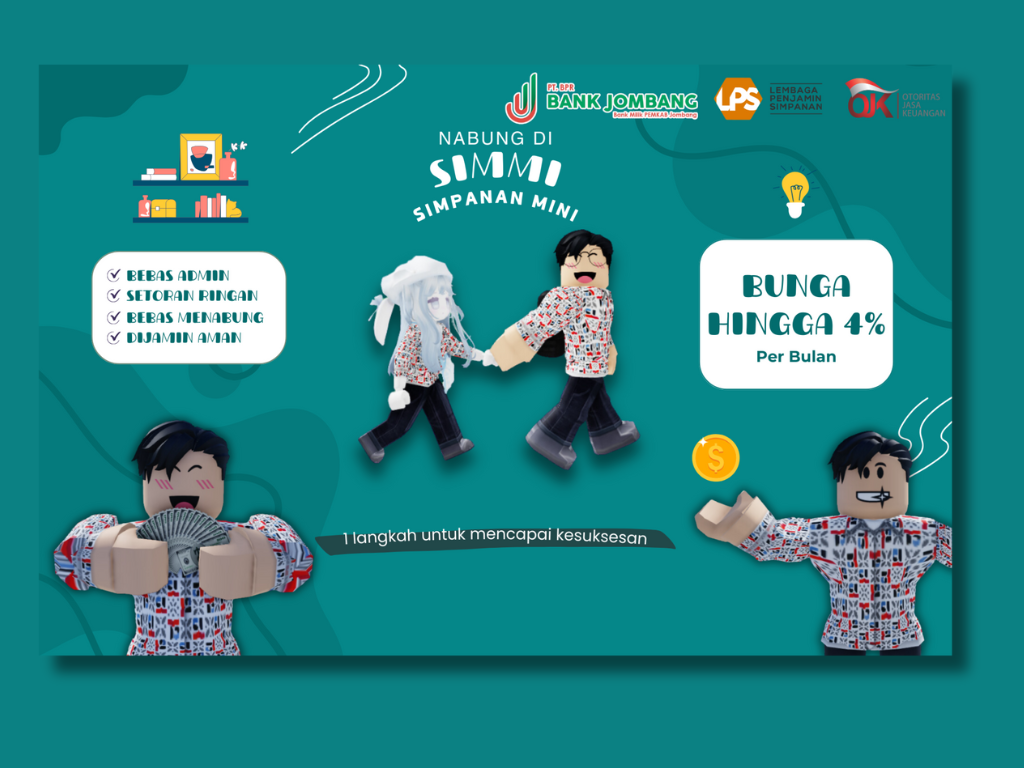 PT. BPR
BANK JOMBANG
Bank Milik PEMKAB Jombang
LPS
LEMBAGA
PENJAMIN
SIMPANAN
OJK
OTORITAS
JASA
KEUANGAN
NABUNG DI
SIMMI
SIMPANAN MINI
BEBAS ADMIN
SETORAN RINGAN
BEBAS MENABUNG
DIJAMIN AMAN
BUNGA
HINGGA 4%
Per Bulan
$
1 langkah untuk mencapai kesuksesan